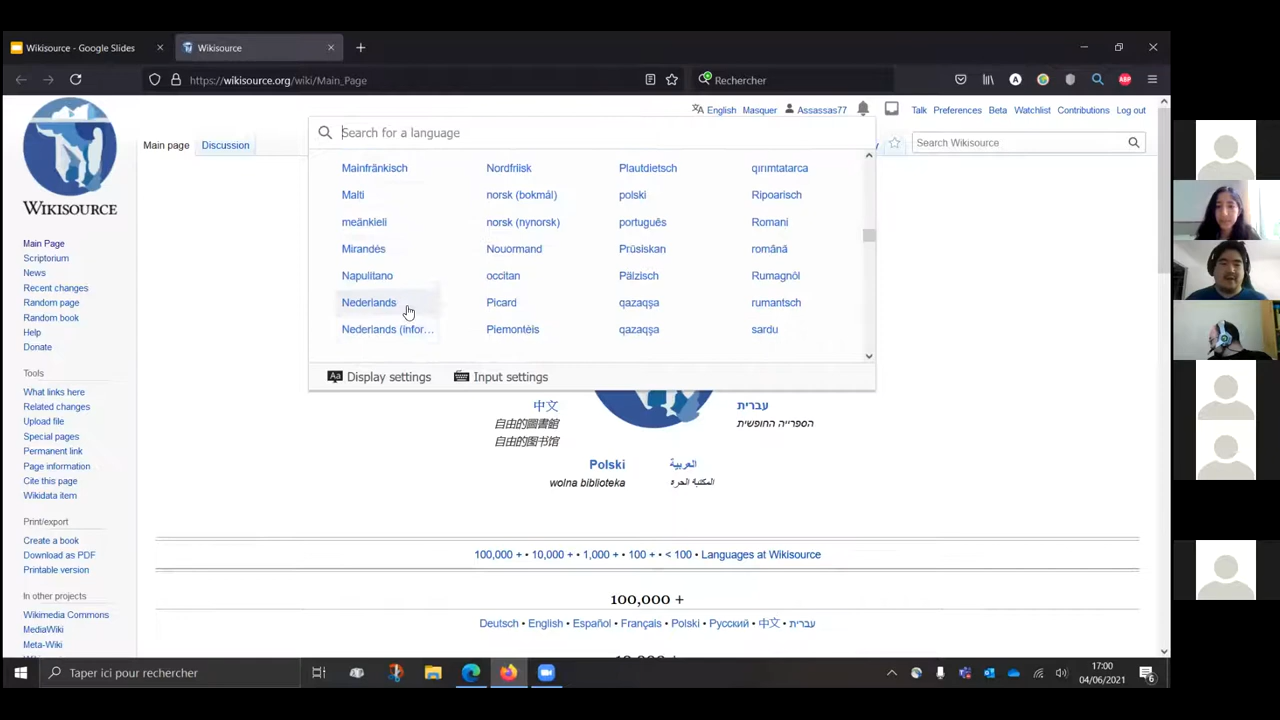 Wikisource - Google Slides
Wikisource
https://wikisource.org/wiki/Main_Page
Rechercher
English Masquer Assassas77 Talk Preferences Beta Watchlist Contributions Log out
Main page Discussion
Search Wikisource
WIKISOURCE
Main Page
Scriptorium
News
Recent changes
Random page
Random book
Help
Donate
Tools
What links here
Related changes
Upload file
Special pages
Permanent link
Page information
Cite this page
Wikidata item
Print/export
Create a book
Download as PDF
Printable version
In other projects
Wikimedia Commons
MediaWiki
Meta-Wiki
Search for a language
Mainfränkisch Nordfriisk Plautdietsch qırımtatarca
Malti norsk (bokmål) polski Ripoarisch
meänkieli norsk (nynorsk) português Romani
Mirandés Nouormand Prūsiskan română
Napulitano occitan Pälzisch Rumagnôl
Nederlands Picard qazaqşa rumantsch
Nederlands (infor… Piemontèis qazaqşa sardu
Display settings Input settings
中文
自由的圖書館
自由的图书馆
עברית
הספרייה החופשית
Polski
wolna biblioteka
العربية
المكتبة الحرة
100,000 + • 10,000 + • 1,000 + • 100 + • < 100 • Languages at Wikisource
100,000 +
Deutsch • English • Español • Français • Polski • Русский • 中文 • עברית
Taper ici pour rechercher
17:00
04/06/2021
6